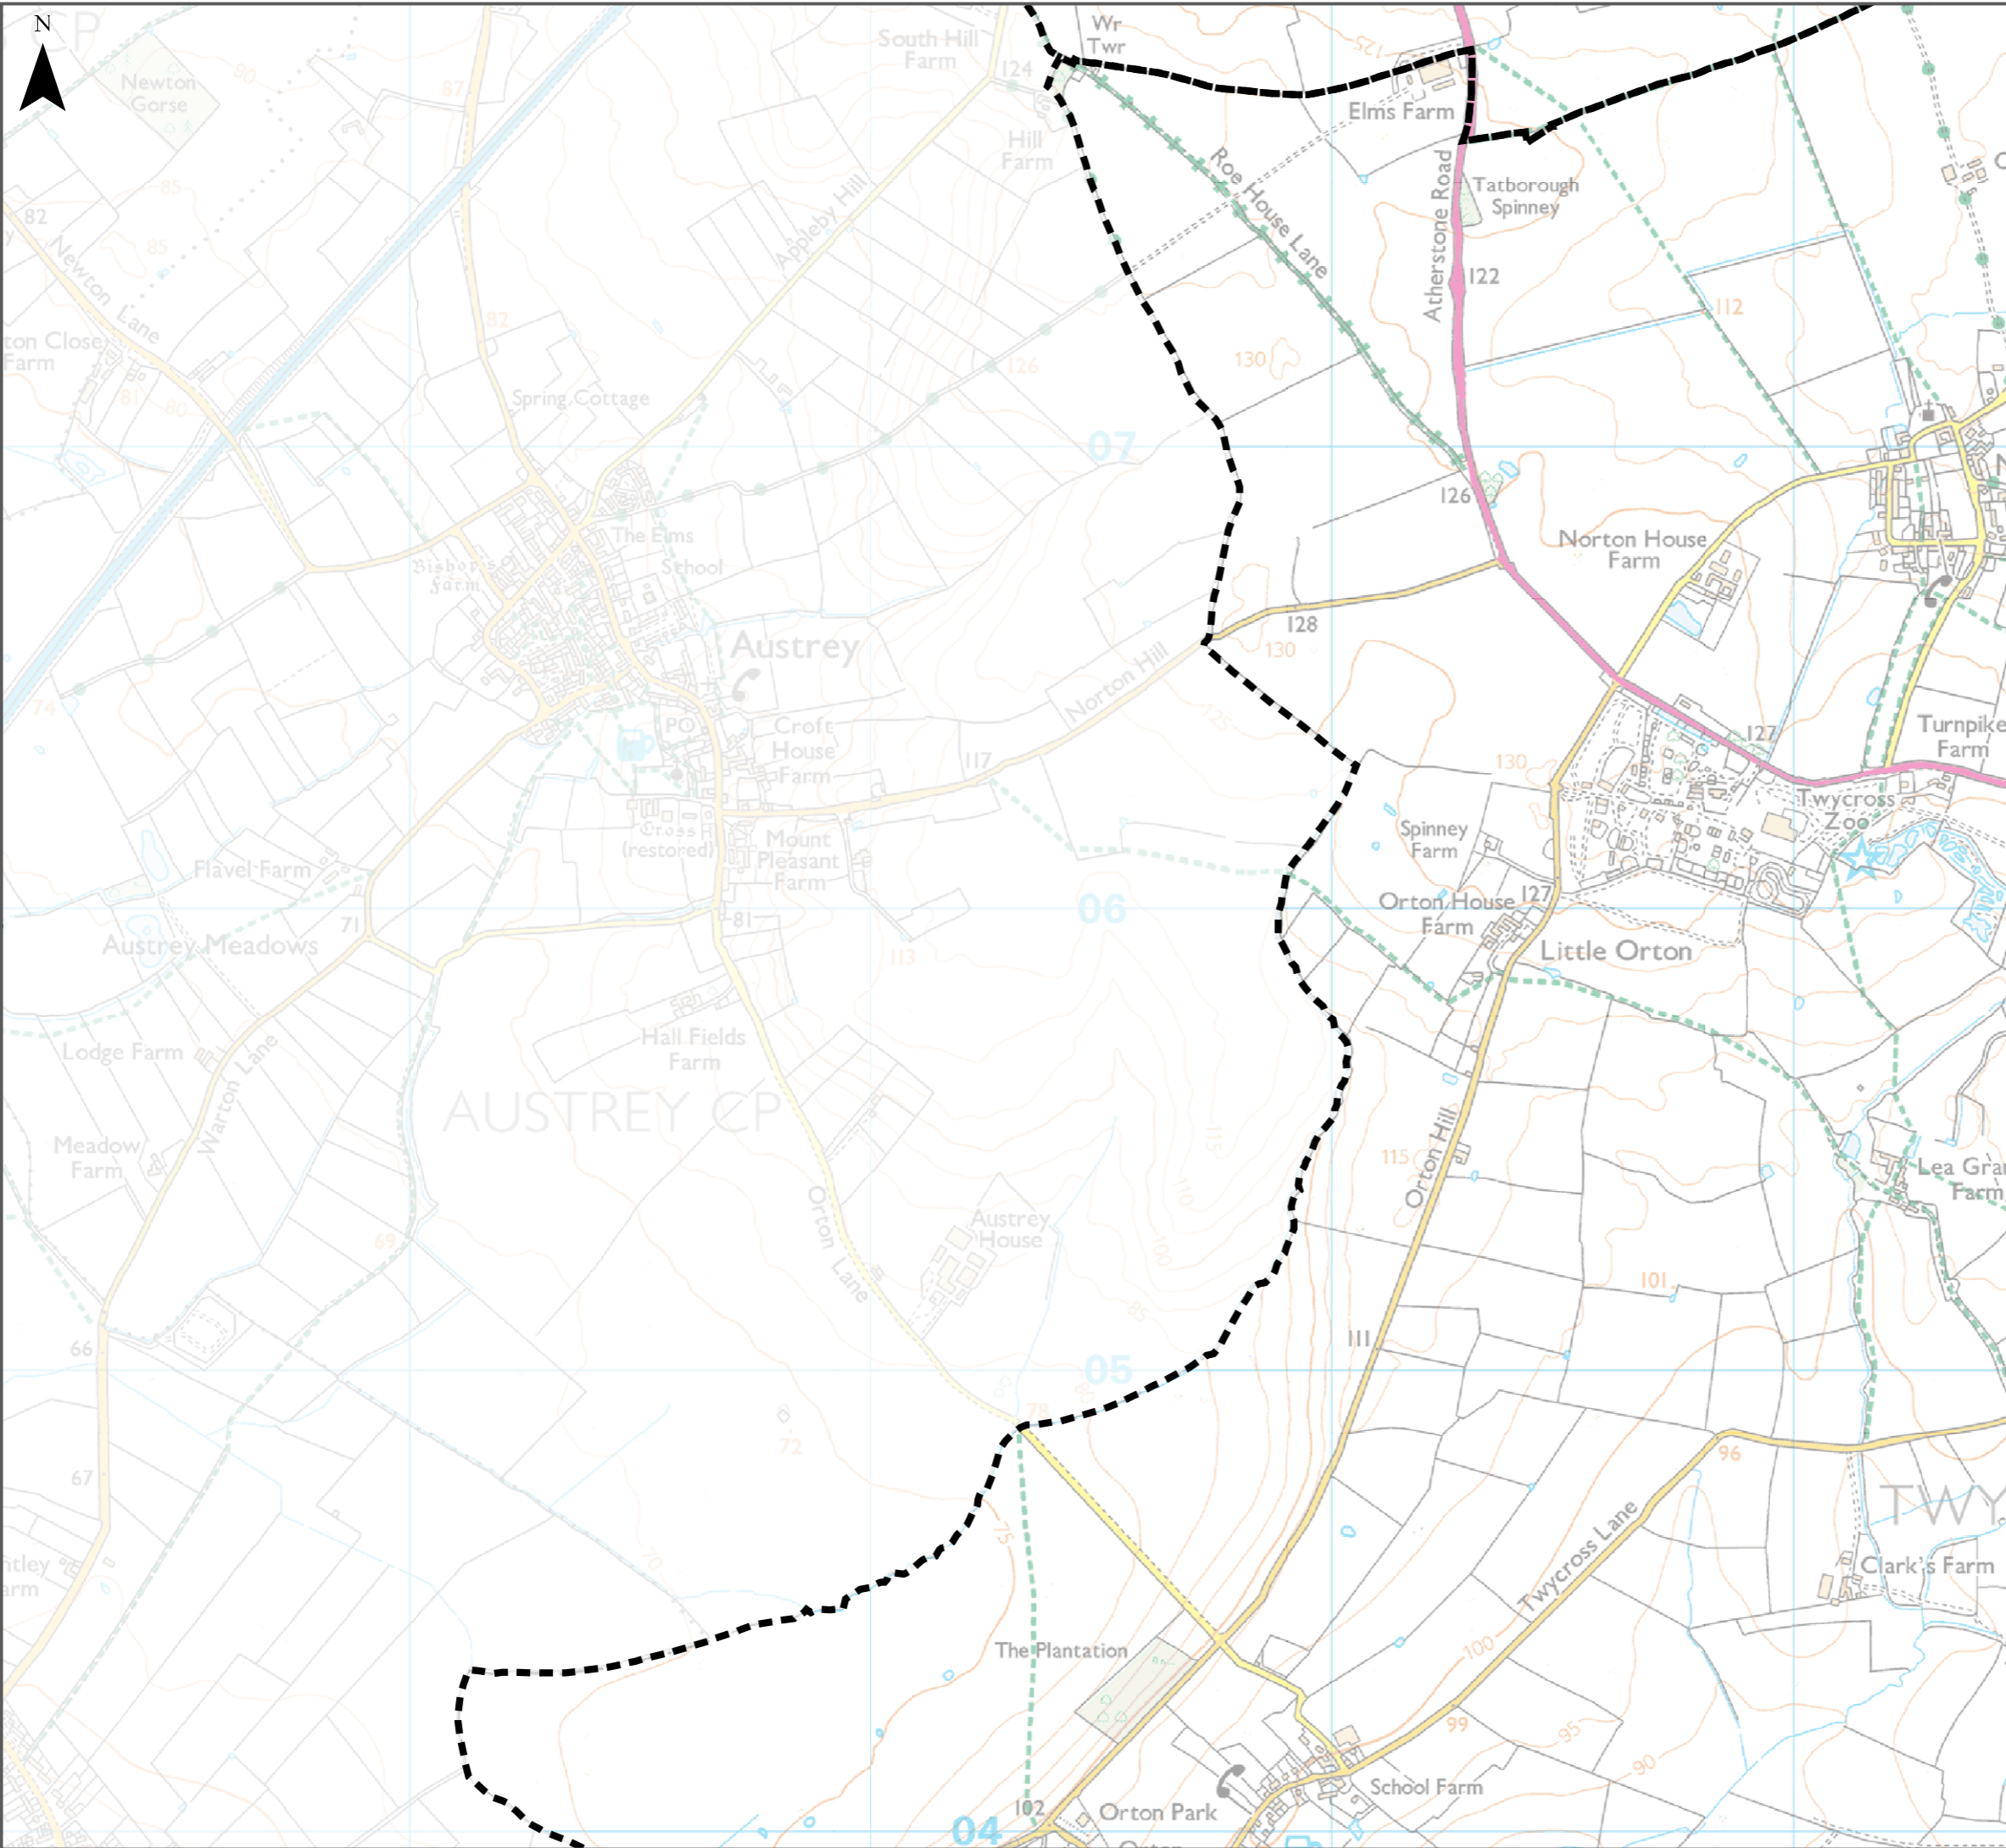 N
CP
Newton
Gorse
90
87
South Hill
Farm
124
Wr
Twr
125
Elms Farm
Hill
Farm
Roe House Lane
Atherstone Road
Tatborough
Spinney
85
82
Newton Lane
85
Appleby Hill
122
112
82
ton Close
Farm
81
80
Spring Cottage
126
130
07
126
The Elms
School
Bishop's
Farm
Norton House
Farm
Austrey
128
130
Norton Hill
125
74
PO
Croft
House
Farm
117
127
Turnpike
Farm
130
Twycross
Zoo
Cross
(restored)
Mount
Pleasant
Farm
Spinney
Farm
Flavel Farm
127
Orton House
Farm
06
71
81
Austrey Meadows
113
Little Orton
Hall Fields
Farm
Lodge Farm
Warton Lane
AUSTREY CP
Meadow
Farm
115
115
Orton Hill
110
Lea Gra
Farm
Orton Lane
Austrey
House
69
100
101
85
66
111
05
80
78
72
96
67
TWY
75
70
Twycross Lane
ntley
arm
Clark's Farm
The Plantation
100
99
95
90
School Farm
102
Orton Park
04